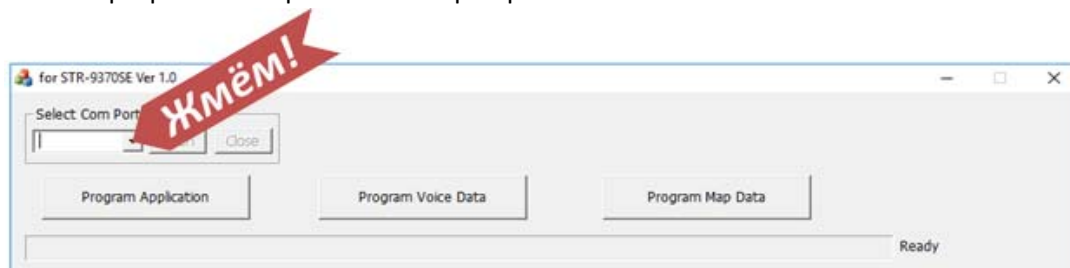 Жмём!
for STR-9370SE Ver 1.0
Select Com Port
Close
Program Application
Program Voice Data
Program Map Data
Ready